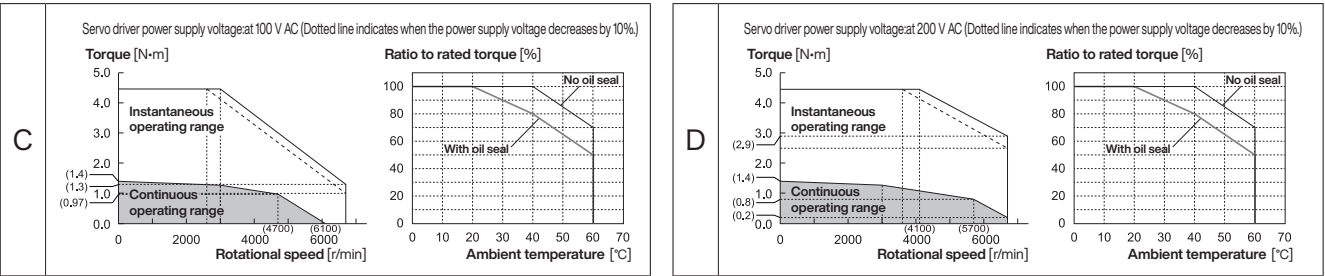 C
Servo driver power supply voltage:at 100 V AC (Dotted line indicates when the power supply voltage decreases by 10%.)
Torque [N•m]
5.0
4.0
3.0
2.0
(1.4)
(1.3)
1.0
(0.97)
0.0
Instantaneous
operating range
Continuous
operating range
(4700) (6100)
0 2000 4000 6000
Rotational speed [r/min]
Ratio to rated torque [%]
100
80
60
50
40
20
0
No oil seal
With oil seal
0 10 20 30 40 50 60 70
Ambient temperature [°C]
D
Servo driver power supply voltage:at 200 V AC (Dotted line indicates when the power supply voltage decreases by 10%.)
Torque [N•m]
5.0
4.0
3.0
(2.9)
2.0
(1.4)
1.0
(0.8)
(0.2)
0.0
Instantaneous
operating range
Continuous
operating range
(4100) (5700)
0 2000 4000 6000
Rotational speed [r/min]
Ratio to rated torque [%]
100
80
60
50
40
20
0
No oil seal
With oil seal
0 10 20 30 40 50 60 70
Ambient temperature [°C]